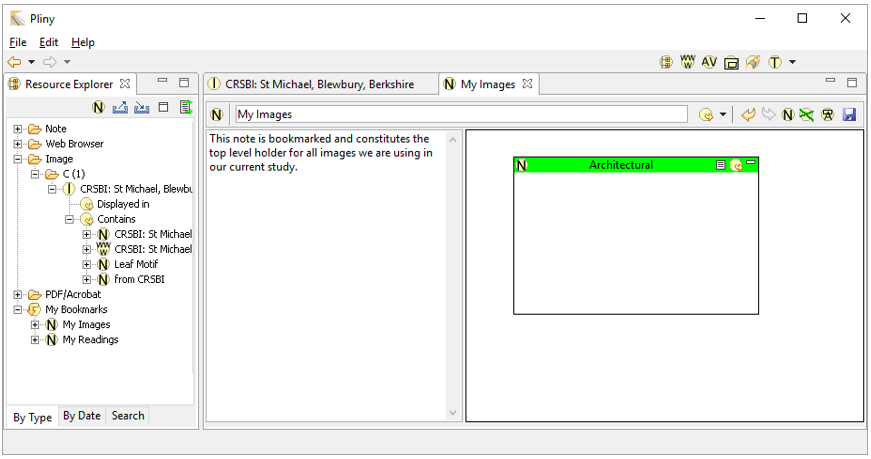 Pliny
File Edit Help
WW W AV T
Resource Explorer
CRSBI: St Michael, Blewbury, Berkshire
N My Images
N
N My Images
N
Note
Web Browser
Image
C (1)
CRSBI: St Michael, Blewbu
Displayed in
Contains
N CRSBI: St Michael
WW W CRSBI: St Michael
N Leaf Motif
N from CRSBI
PDF/Acrobat
My Bookmarks
N My Images
N My Readings
By Type By Date Search
This note is bookmarked and constitutes the
top level holder for all images we are using in
our current study.
N Architectural